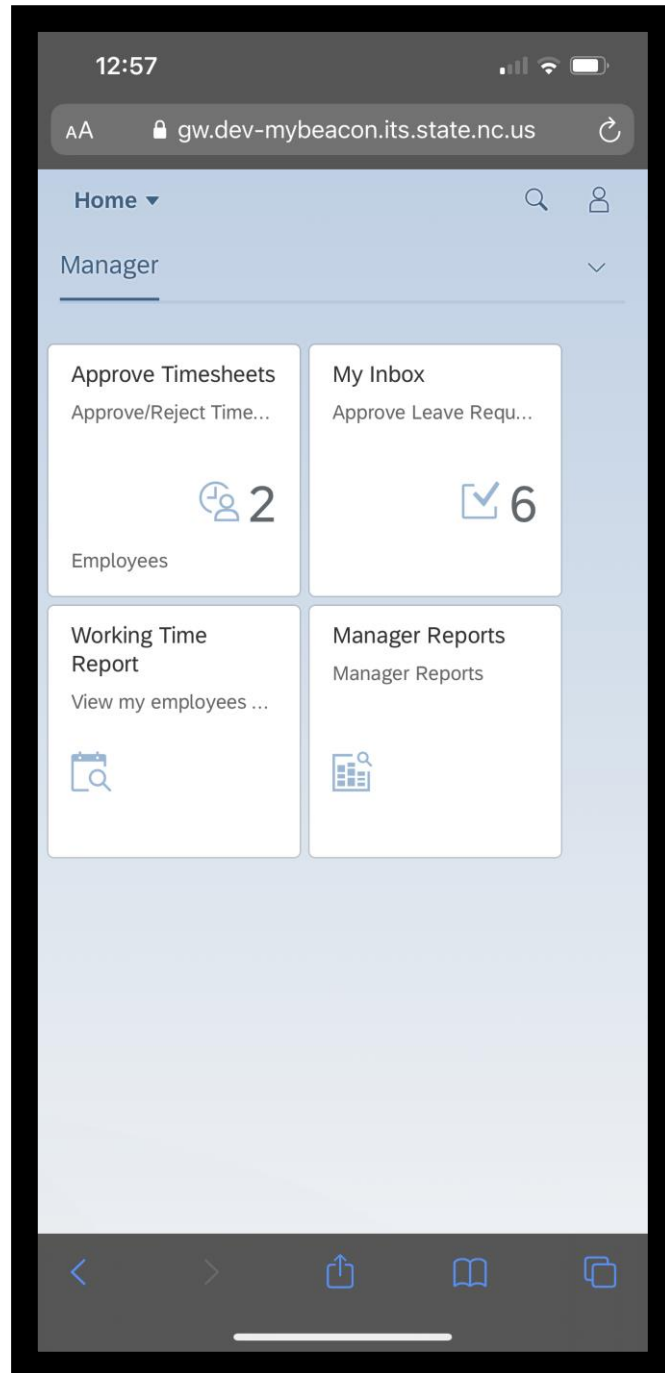 12:57
AA gw.dev-mybeacon.its.state.nc.us
Home
Manager
Approve Timesheets
Approve/Reject Time...
2
Employees
My Inbox
Approve Leave Requ...
6
Working Time
Report
View my employees ...
Manager Reports
Manager Reports